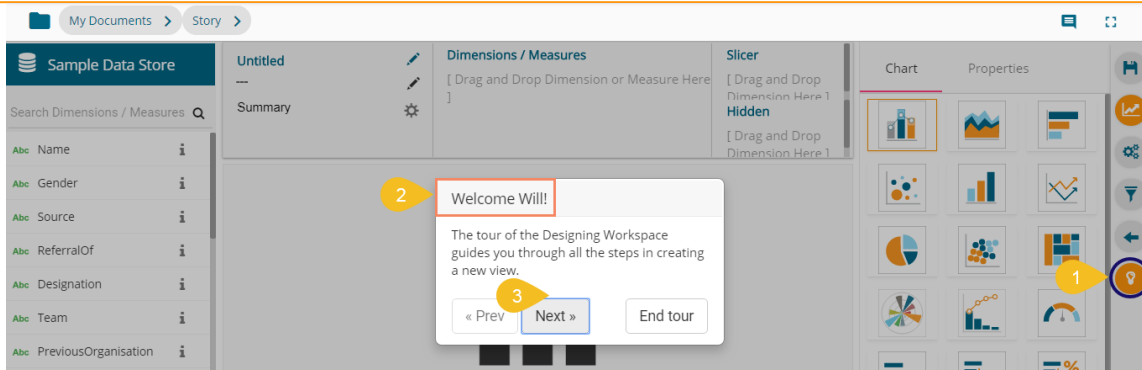 My Documents
Story
Sample Data Store
Search Dimensions / Measures
Abc Name
Abc Gender
Abc Source
Abc ReferralOf
Abc Designation
Abc Team
Abc PreviousOrganisation
Untitled
---
Summary
Dimensions / Measures
[ Drag and Drop Dimension or Measure Here
]
Slicer
[ Drag and Drop
Dimension Here ]
Hidden
[ Drag and Drop
Dimension Here ]
Chart
Properties
2
Welcome Will!
The tour of the Designing Workspace
guides you through all the steps in creating
a new view.
3
« Prev
Next »
End tour
1
%